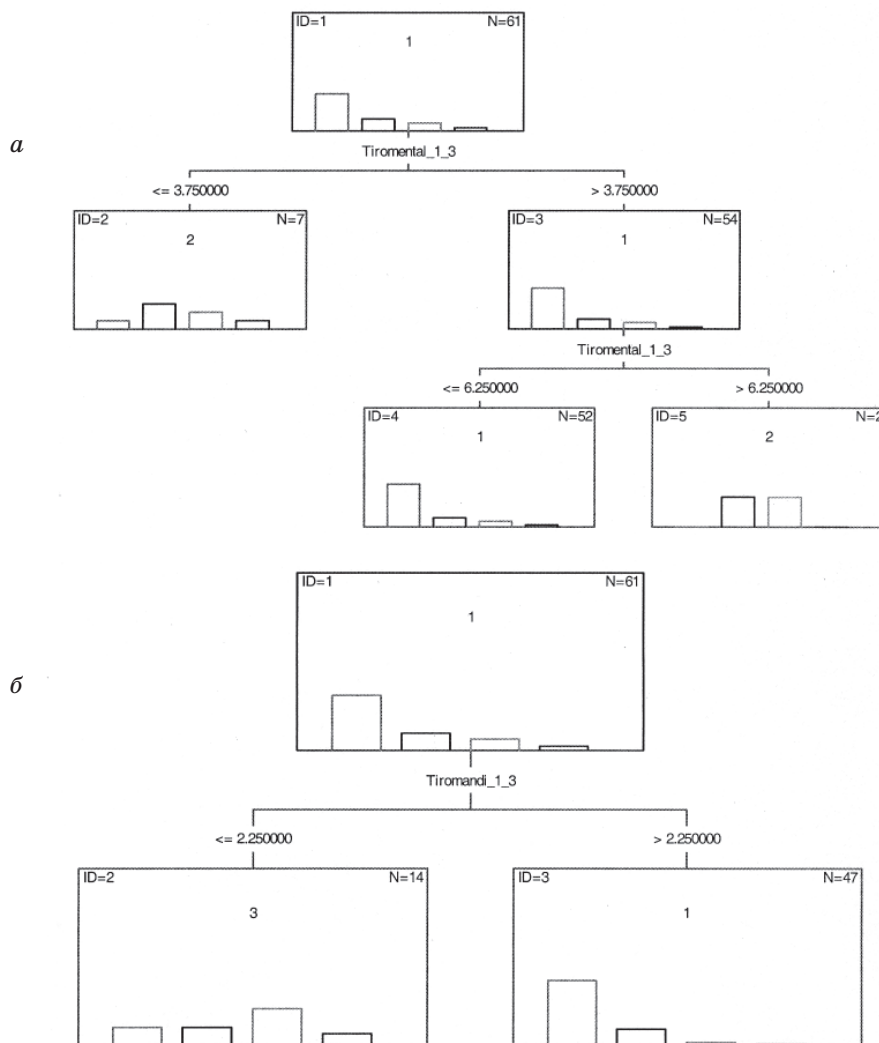 ID=1 N=61
1
а
Tiromental_1_3
<= 3.750000 > 3.750000
ID=2 N=7 ID=3 N=54
2 1
Tiromental_1_3
<= 6.250000 > 6.250000
ID=4 N=52 ID=5 N=2
1 2
ID=1 N=61
1
б
Tiromandi_1_3
<= 2.250000 > 2.250000
ID=2 N=14 ID=3 N=47
3 1